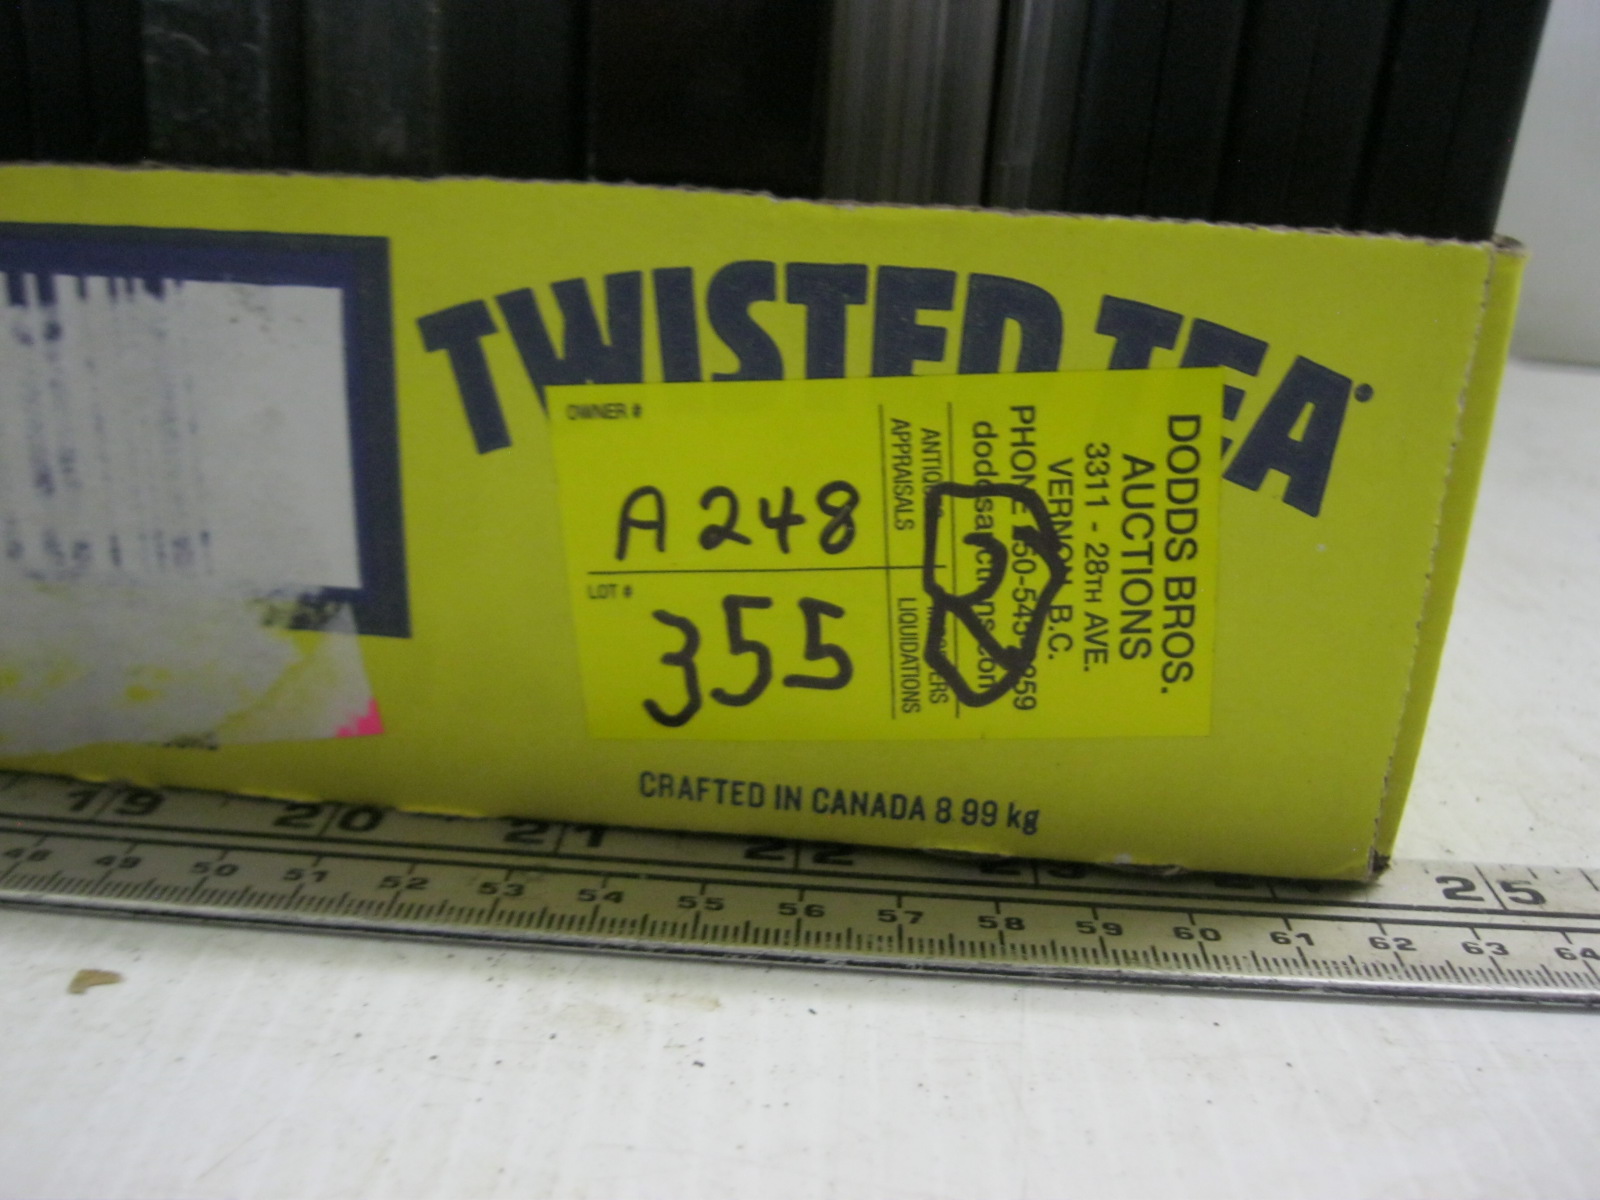 TWISTED TEA
OWNER #
A 248
LOT #
355
DODDS BROS.
AUCTIONS
3311 - 28TH AVE.
VERNON B.C.
PHONE
APPRAISALS
LIQUIDATIONS
CRAFTED IN CANADA 8.99 kg
19 20 21 22 25
48 49 50 51 52 53 54 55 56 57 58 59 60 61 62 63 64